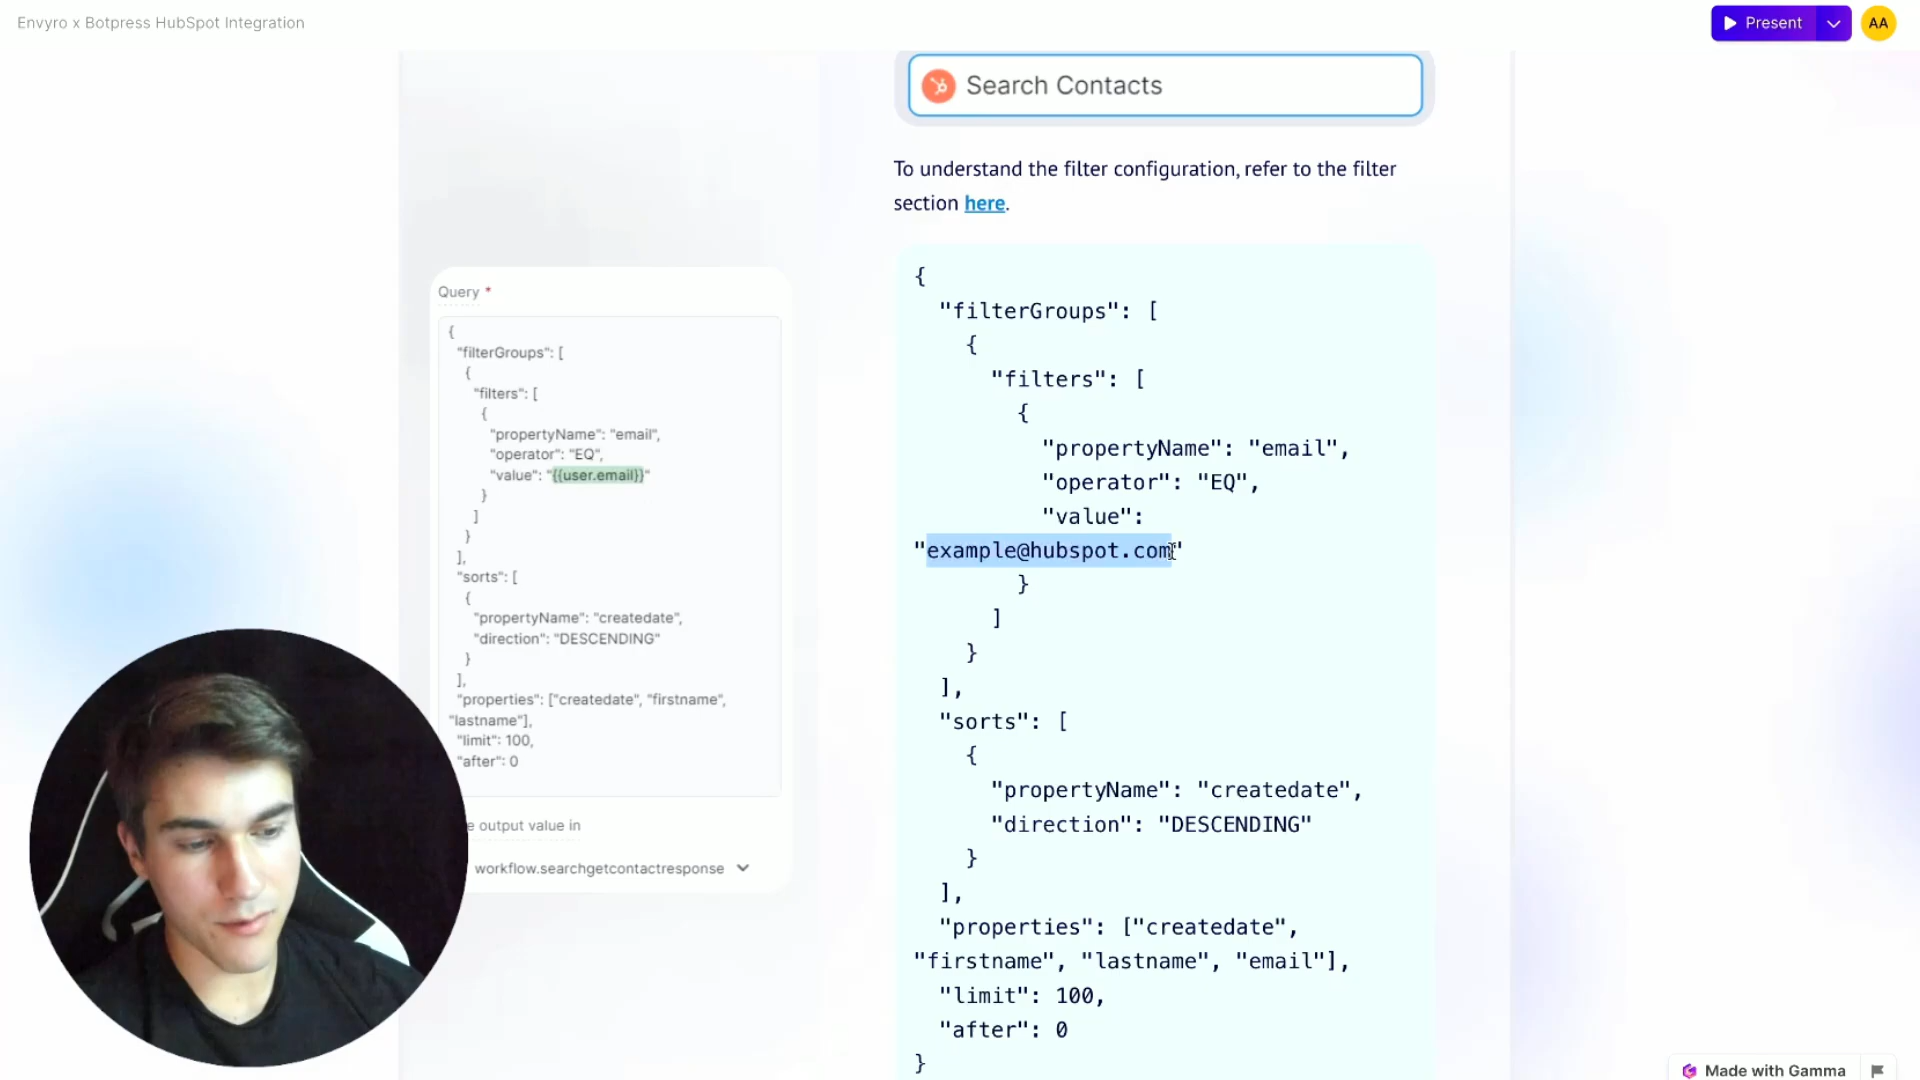 Envyro x Botpress HubSpot Integration
Present
AA
Search Contacts
To understand the filter configuration, refer to the filter
section here.
Query *
{
"filterGroups": [
{
"filters": [
{
"propertyName": "email",
"operator": "EQ",
"value": "{{user.email}}"
}
]
}
],
"sorts": [
{
"propertyName": "createdate",
"direction": "DESCENDING"
}
],
"properties": ["createdate", "firstname",
"lastname"],
"limit": 100,
"after": 0
output value in
workflow.searchgetcontactresponse
{
"filterGroups": [
{
"filters": [
{
"propertyName": "email",
"operator": "EQ",
"value":
"example@hubspot.com"
}
]
}
],
"sorts": [
{
"propertyName": "createdate",
"direction": "DESCENDING"
}
],
"properties": ["createdate",
"firstname", "lastname", "email"],
"limit": 100,
"after": 0
}
Made with Gamma